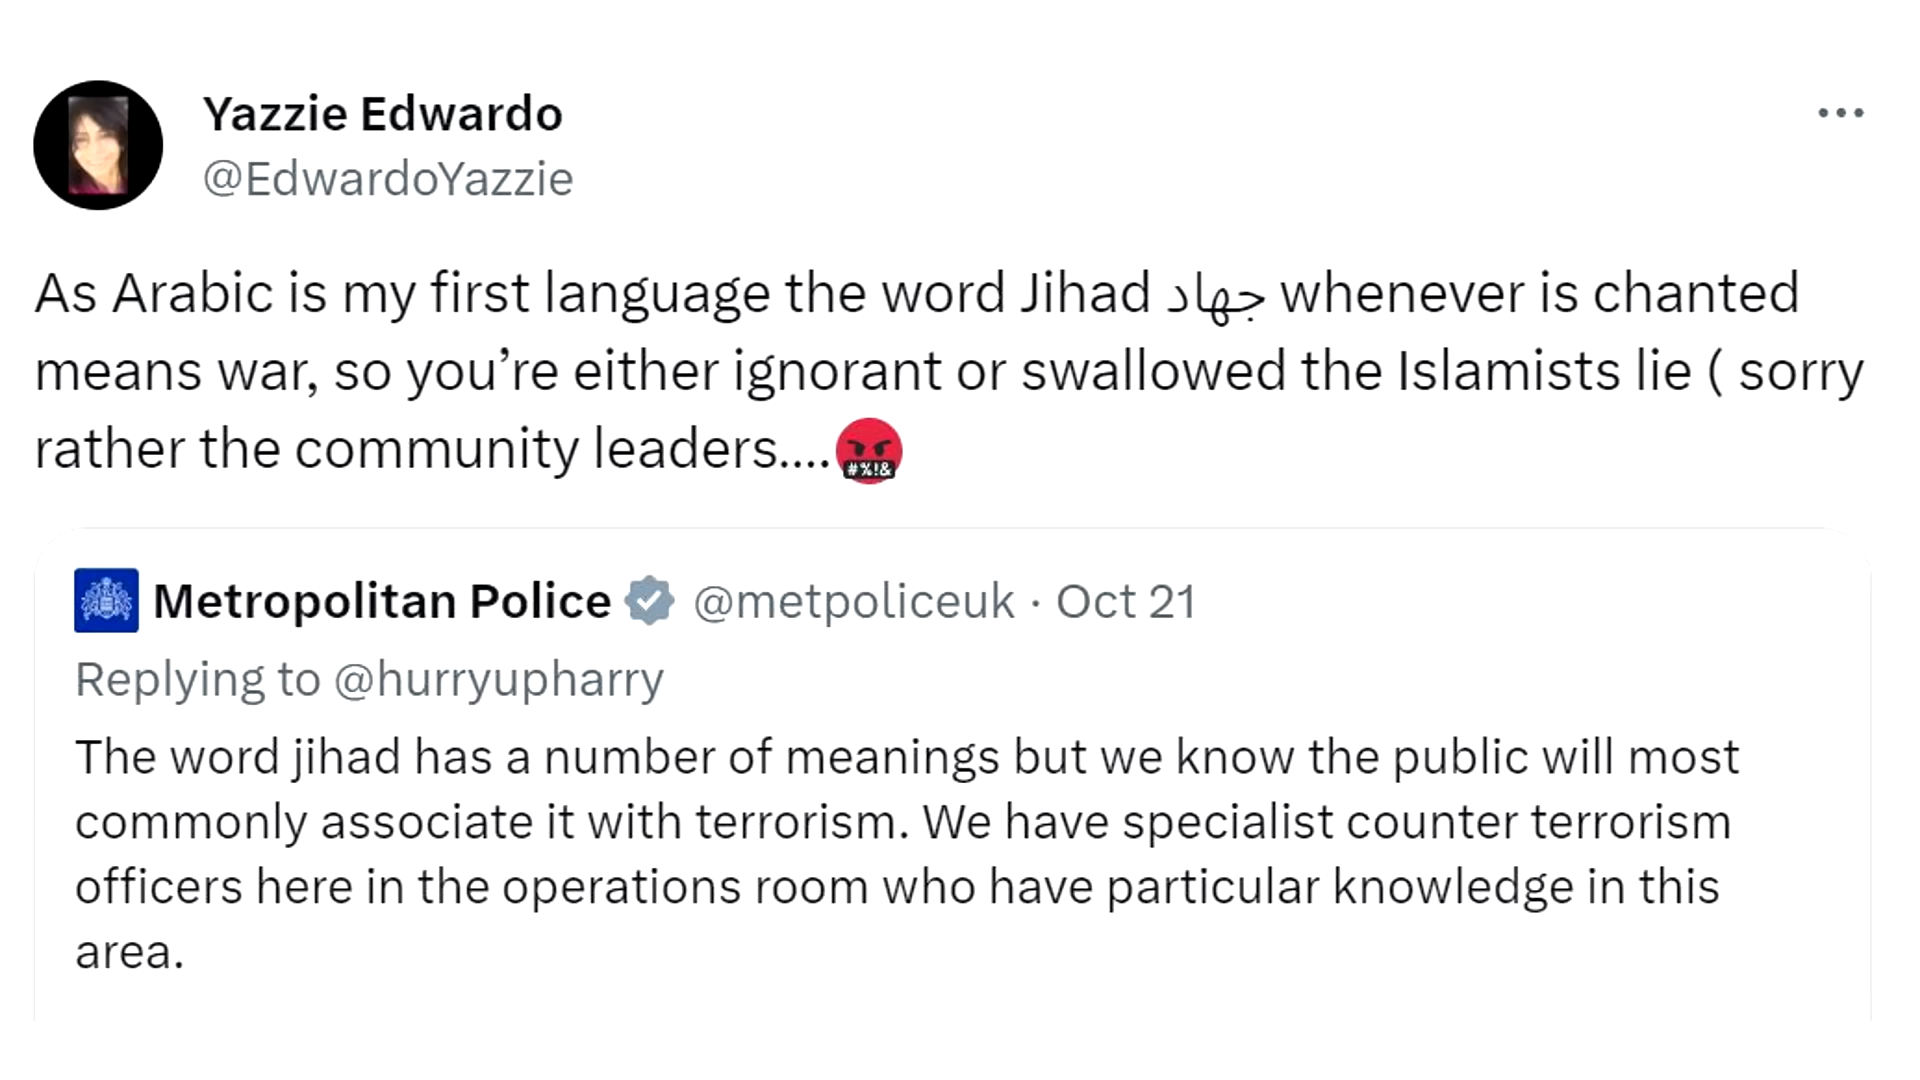 Yazzie Edwardo
@EdwardoYazzie
As Arabic is my first language the word Jihad جهاد whenever is chanted
means war, so you’re either ignorant or swallowed the Islamists lie ( sorry
rather the community leaders....🤬
Metropolitan Police @metpoliceuk · Oct 21
Replying to @hurryupharry
The word jihad has a number of meanings but we know the public will most
commonly associate it with terrorism. We have specialist counter terrorism
officers here in the operations room who have particular knowledge in this
area.